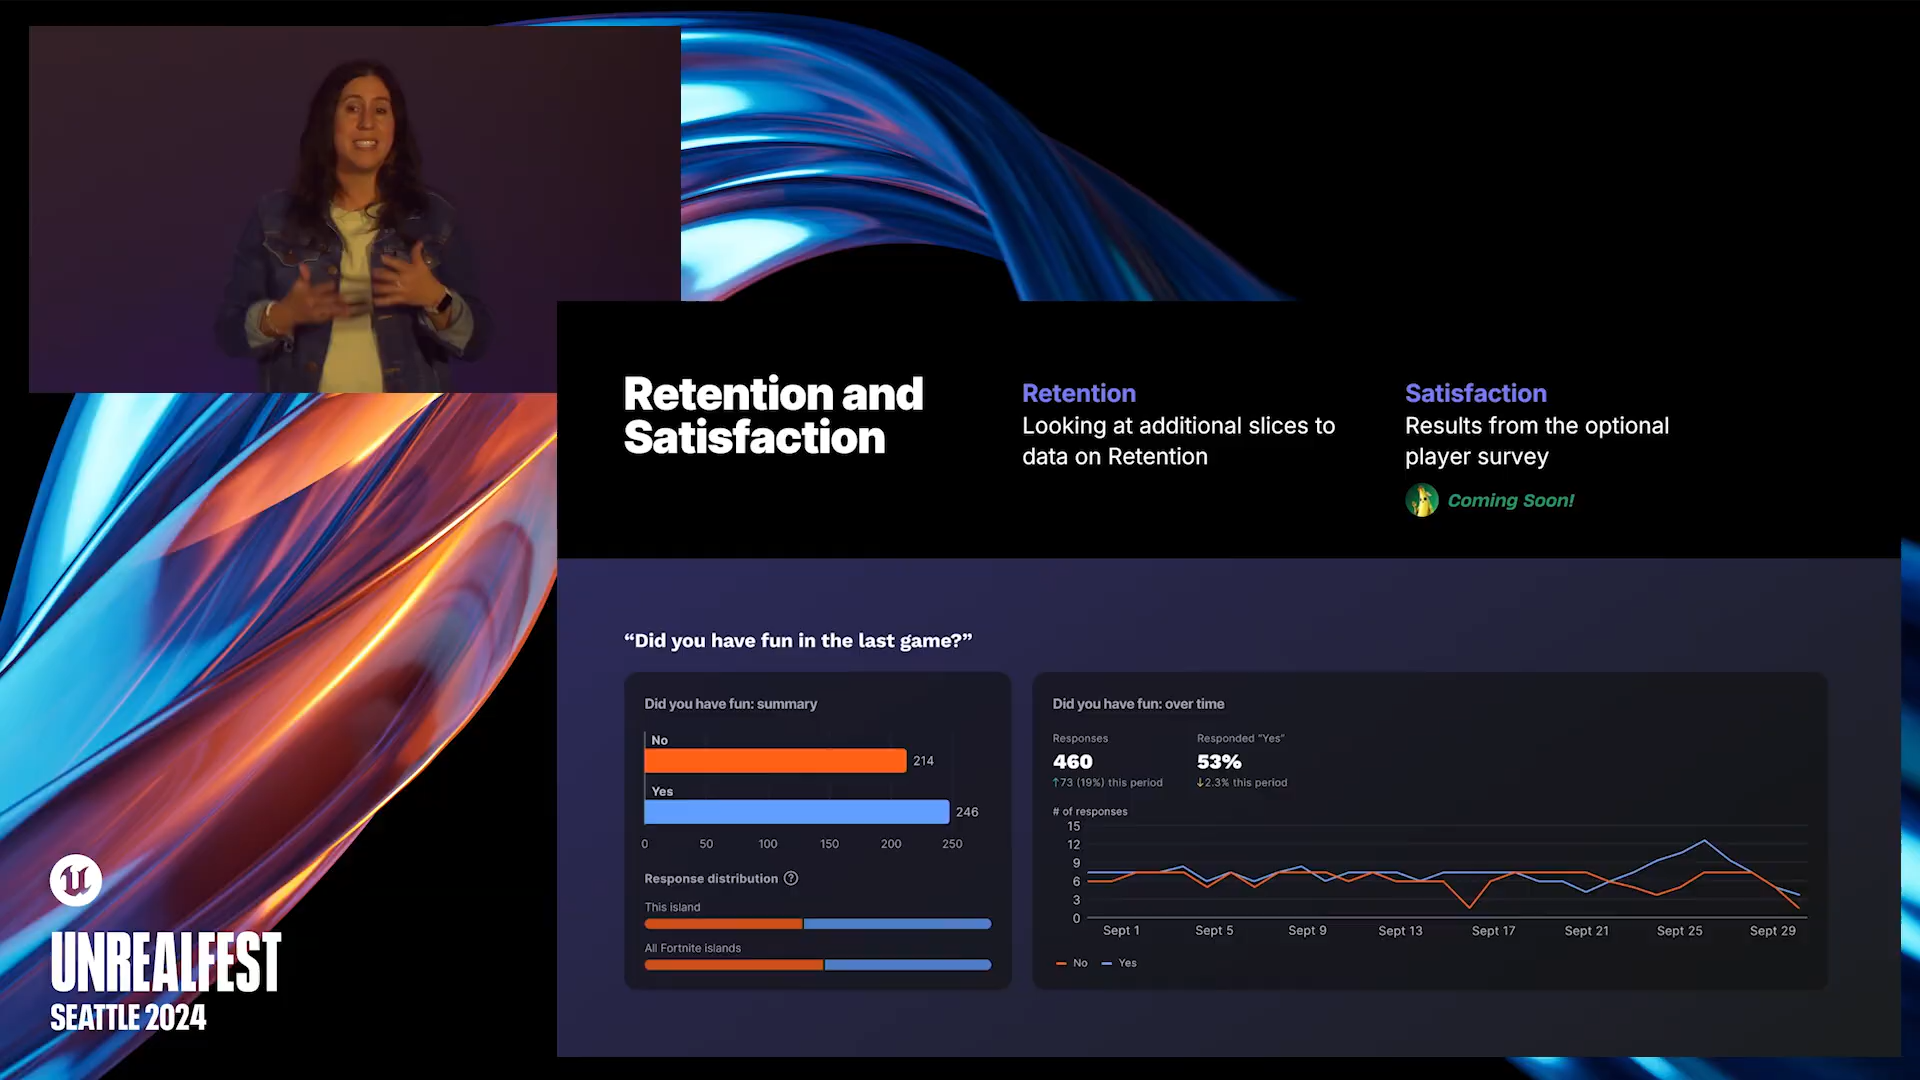 Retention and
Satisfaction
Retention
Looking at additional slices to
data on Retention
Satisfaction
Results from the optional
player survey
Coming Soon!
“Did you have fun in the last game?”
Did you have fun: summary
No
214
Yes
246
0 50 100 150 200 250
Response distribution ?
This island
All Fortnite islands
Did you have fun: over time
Responses
460
↑73 (19%) this period
Responded “Yes”
53%
↓2.3% this period
# of responses
15
12
9
6
3
0
Sept 1 Sept 5 Sept 9 Sept 13 Sept 17 Sept 21 Sept 25 Sept 29
No Yes
UNREALFEST
SEATTLE 2024